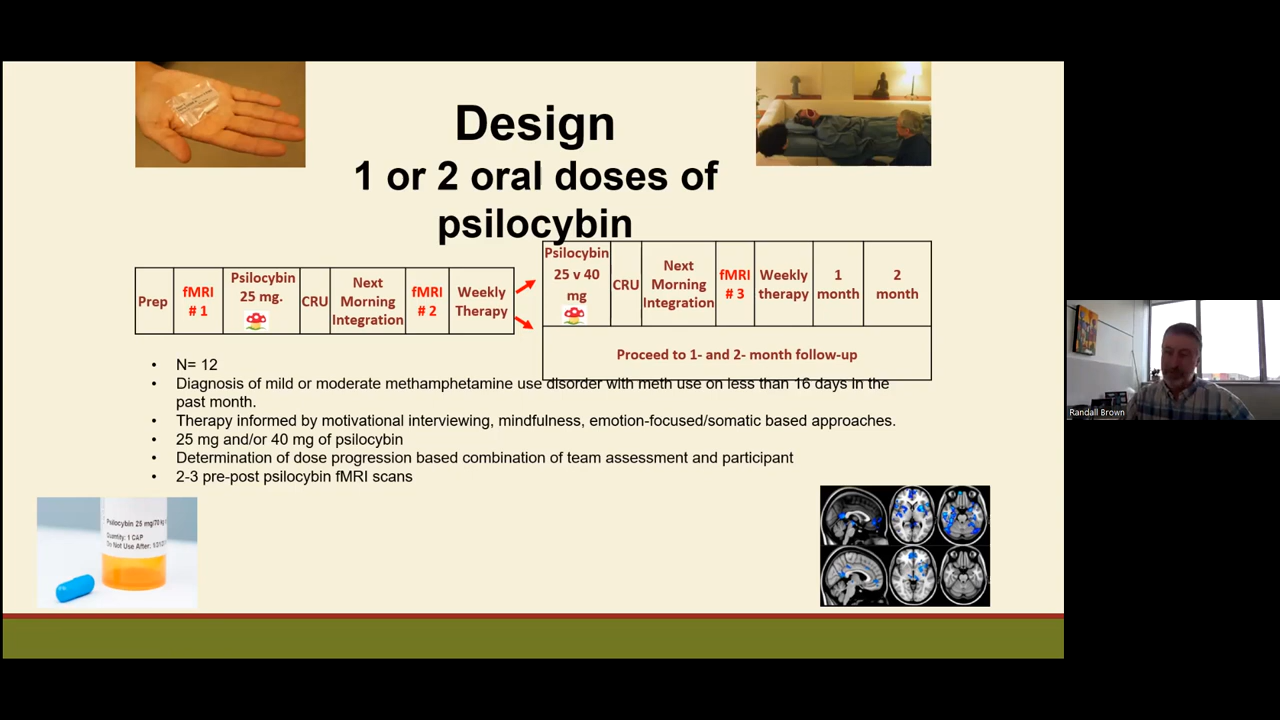 Design
1 or 2 oral doses of
psilocybin
Prep
fMRI
# 1
Psilocybin
25 mg.
CRU
Next
Morning
Integration
fMRI
# 2
Weekly
Therapy
Psilocybin
25 v 40
mg
CRU
Next
Morning
Integration
fMRI
# 3
Weekly
therapy
1
month
2
month
Proceed to 1- and 2- month follow-up
• N= 12
• Diagnosis of mild or moderate methamphetamine use disorder with meth use on less than 16 days in the
past month.
• Therapy informed by motivational interviewing, mindfulness, emotion-focused/somatic based approaches.
• 25 mg and/or 40 mg of psilocybin
• Determination of dose progression based combination of team assessment and participant
• 2-3 pre-post psilocybin fMRI scans
Psilocybin 25 mg/70 kg
Quantity: 1 CAP
Do Not Use After:
Randall Brown